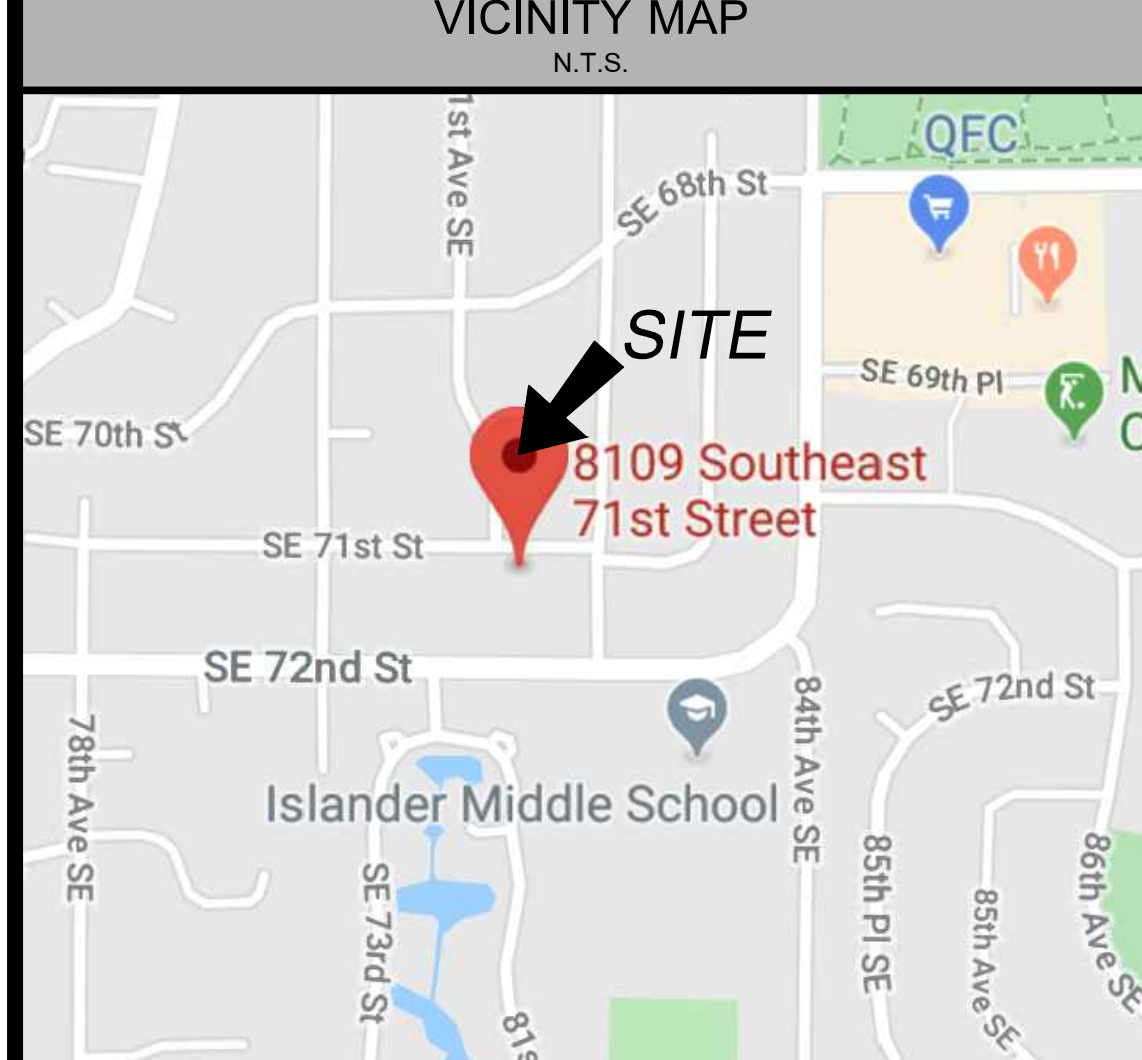 VICINITY MAP
N.T.S.
1st Ave SE
QFC
SE 68th St
SITE
SE 69th Pl
SE 70th St
8109 Southeast
71st Street
SE 71st St
SE 72nd St
SE 72nd St
78th Ave SE
84th Ave SE
Islander Middle School
SE 73rd St
85th Pl SE
85th Ave SE
86th Ave SE